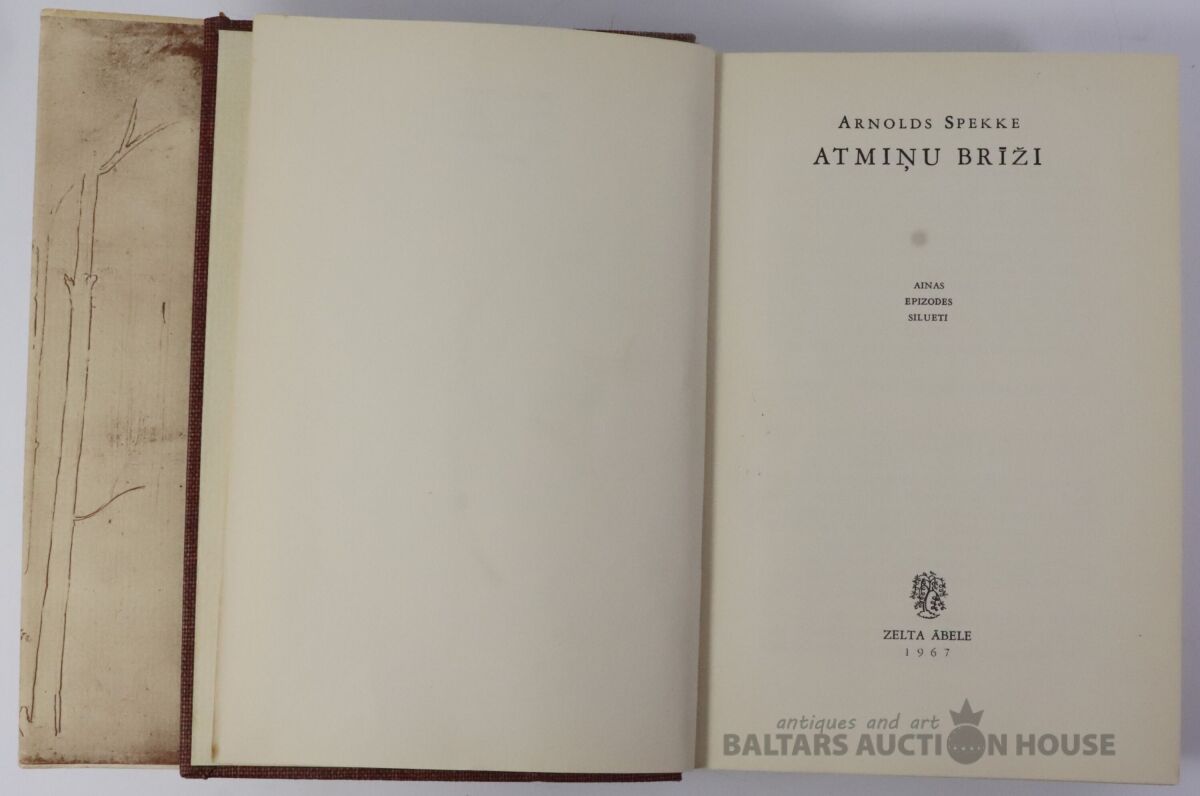 Arnolds Spekke
ATMIŅU BRĪŽI
AINAS
EPIZODES
SILUETI
ZELTA ĀBELE
1967
antiques and art
BALTARS AUCTION HOUSE